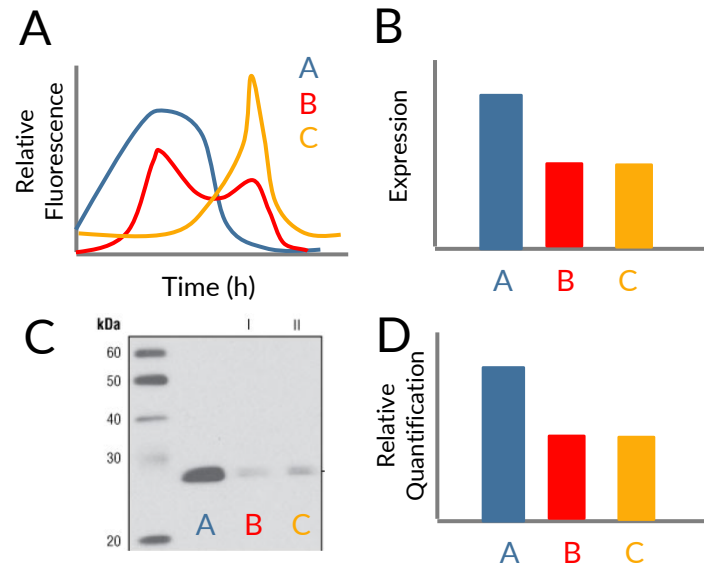 A
A
B
C
Relative
Fluorescence
Time (h)
B
Expression
A B C
C
kDa
I II
60
50
40
30
20
A B C
D
Relative
Quantification
A B C